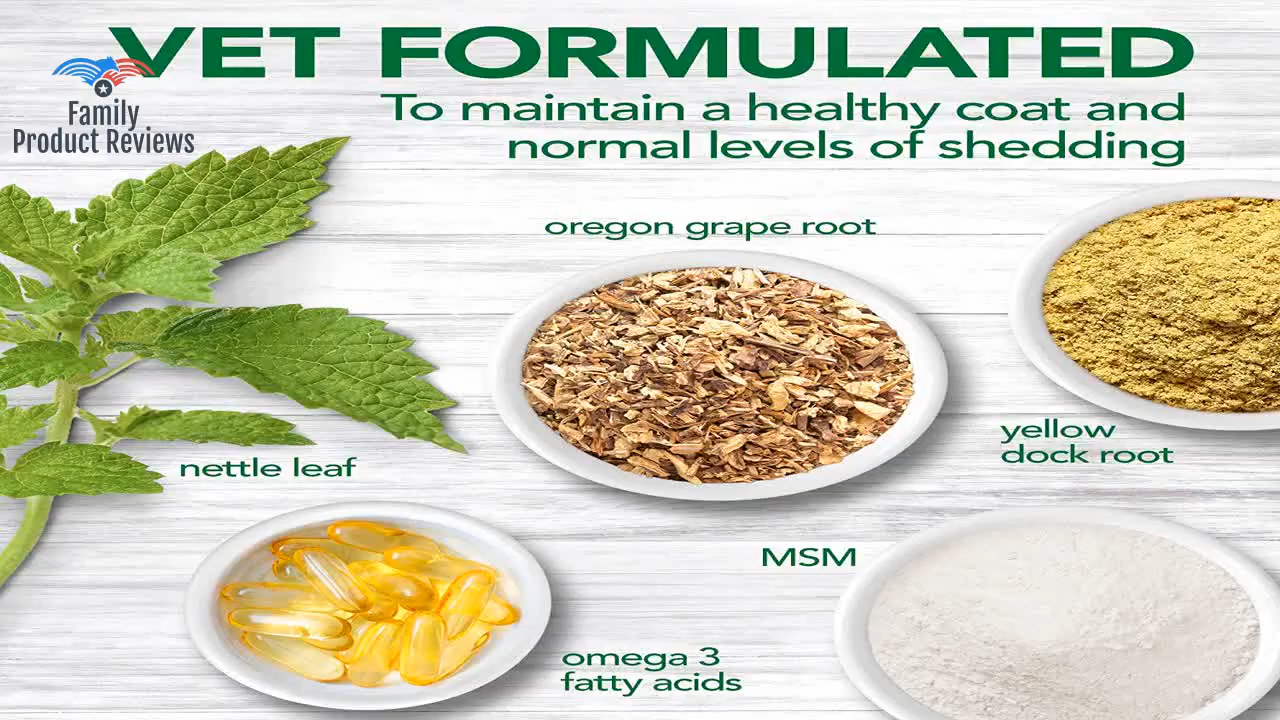 VET FORMULATED
To maintain a healthy coat and
normal levels of shedding
Family
Product Reviews
oregon grape root
yellow
dock root
nettle leaf
MSM
omega 3
fatty acids